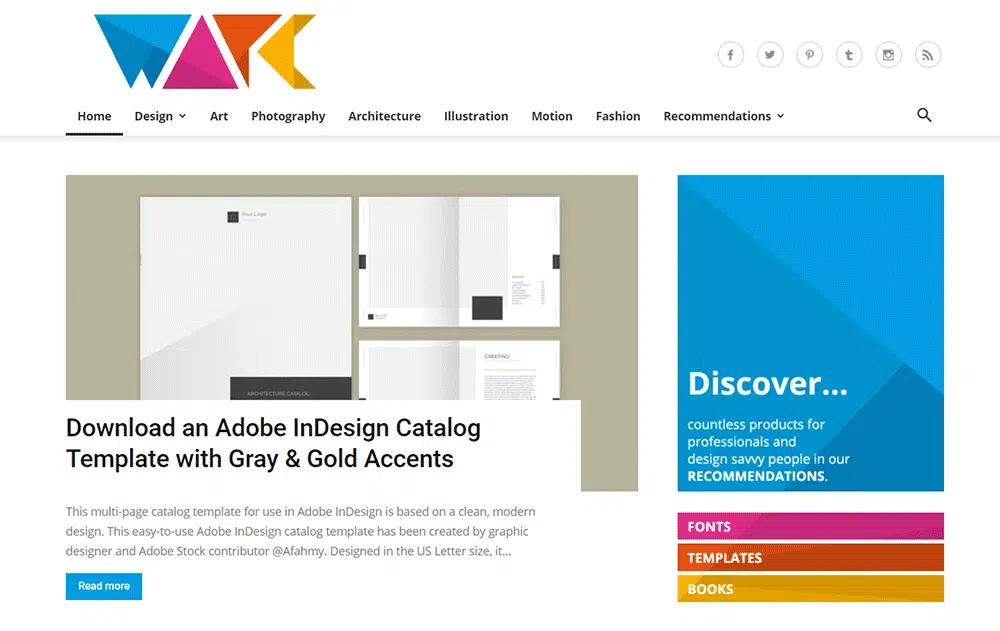 WATC
Home Design Art Photography Architecture Illustration Motion Fashion Recommendations
Your Logo
GREETING!
ARCHITECTURE CATALOG
Download an Adobe InDesign Catalog
Template with Gray & Gold Accents
This multi-page catalog template for use in Adobe InDesign is based on a clean, modern
design. This easy-to-use Adobe InDesign catalog template has been created by graphic
designer and Adobe Stock contributor @Afahmy. Designed in the US Letter size, it...
Read more
Discover...
countless products for
professionals and
design savvy people in our
RECOMMENDATIONS.
FONTS
TEMPLATES
BOOKS